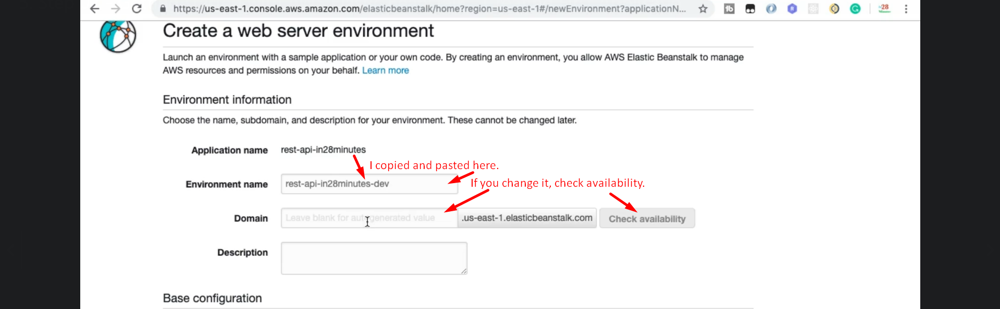 https://us-east-1.console.aws.amazon.com/elasticbeanstalk/home?region=us-east-1#/newEnvironment?applicationN...
28
Create a web server environment
Launch an environment with a sample application or your own code. By creating an environment, you allow AWS Elastic Beanstalk to manage
AWS resources and permissions on your behalf. Learn more
Environment information
Choose the name, subdomain, and description for your environment. These cannot be changed later.
Application name rest-api-in28minutes
I copied and pasted here.
Environment name rest-api-in28minutes-dev
If you change it, check availability.
Domain Leave blank for autogenerated value .us-east-1.elasticbeanstalk.com Check availability
Description
Base configuration